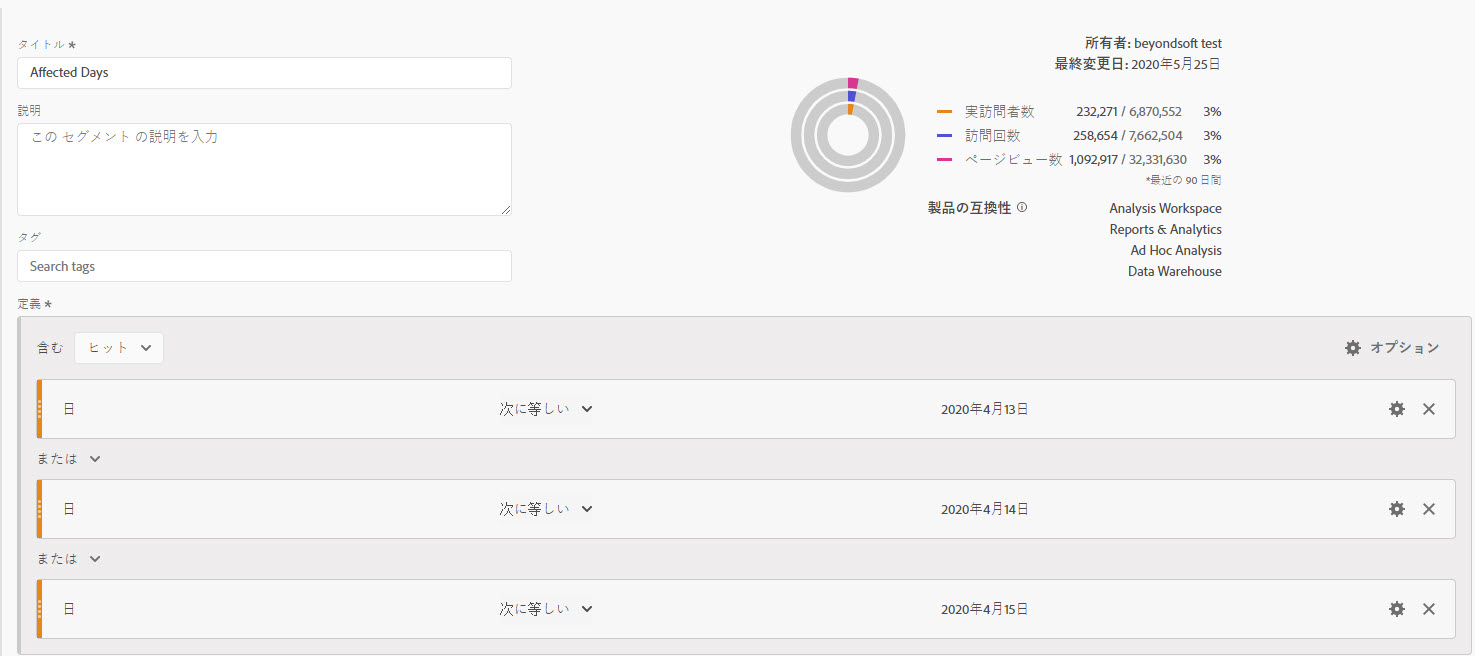 タイトル *
Affected Days
説明
この セグメント の説明を入力
タグ
Search tags
所有者: beyondsoft test
最終変更日: 2020年5月25日
実訪問者数 232,271 / 6,870,552 3%
訪問回数 258,654 / 7,662,504 3%
ページビュー数 1,092,917 / 32,331,630 3%
*最近の 90 日間
製品の互換性
Analysis Workspace
Reports & Analytics
Ad Hoc Analysis
Data Warehouse
定義 *
含む ヒット オプション
日 次に等しい 2020年4月13日
または
日 次に等しい 2020年4月14日
または
日 次に等しい 2020年4月15日